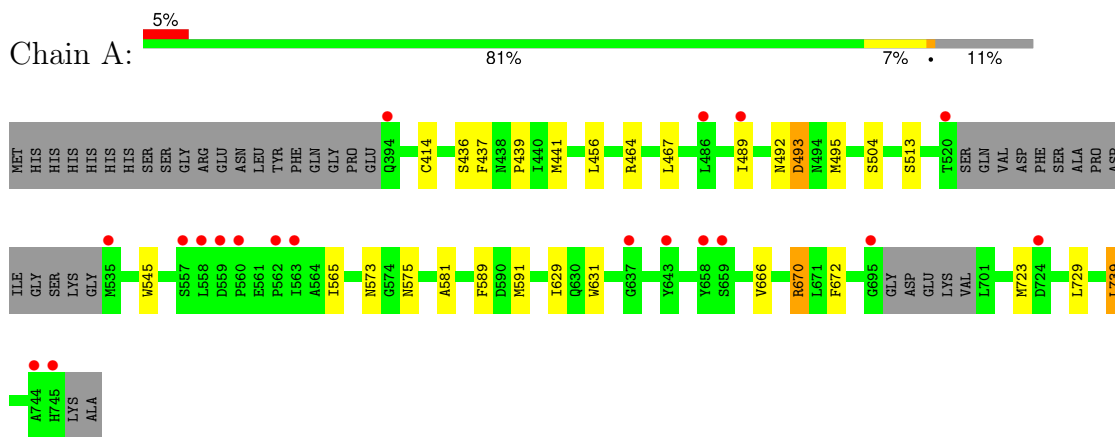 5%
Chain A:
81% 7% • 11%
MET HIS HIS HIS HIS HIS HIS SER SER GLY ARG GLU ASN LEU TYR PHE GLN GLY PRO GLU Q394 C414 S436 F437 N438 P439 I440 M441 L456 R464 L467 L486 I489 N492 D493 N494 M495 S504 S513 T520 SER GLN VAL ASP PHE SER ALA PRO ASP
ILE GLY SER LYS GLY M535 W545 S557 L558 D559 P560 E561 P562 I563 A564 I565 N573 G574 N575 A581 F589 D590 M591 I629 Q630 W631 G637 Y643 Y658 S659 V666 R670 L671 F672 G695 GLY ASP GLU LYS VAL L701 M723 D724 L729 L739
A744 H745 LYS ALA